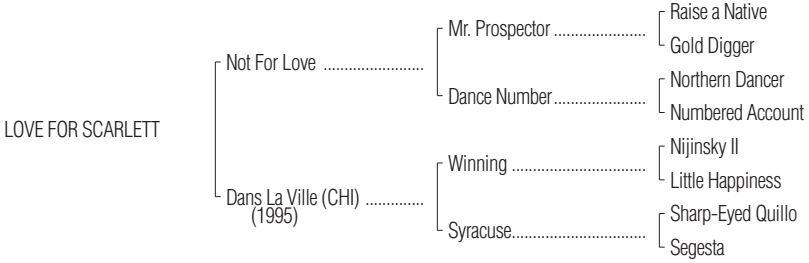 Raise a Native
Mr. Prospector ......................
Gold Digger
Not For Love ........................
Northern Dancer
Dance Number......................
Numbered Account
LOVE FOR SCARLETT
Nijinsky II
Winning ................................
Little Happiness
Dans La Ville (CHI) ..............
(1995)
Sharp-Eyed Quillo
Syracuse................................
Segesta